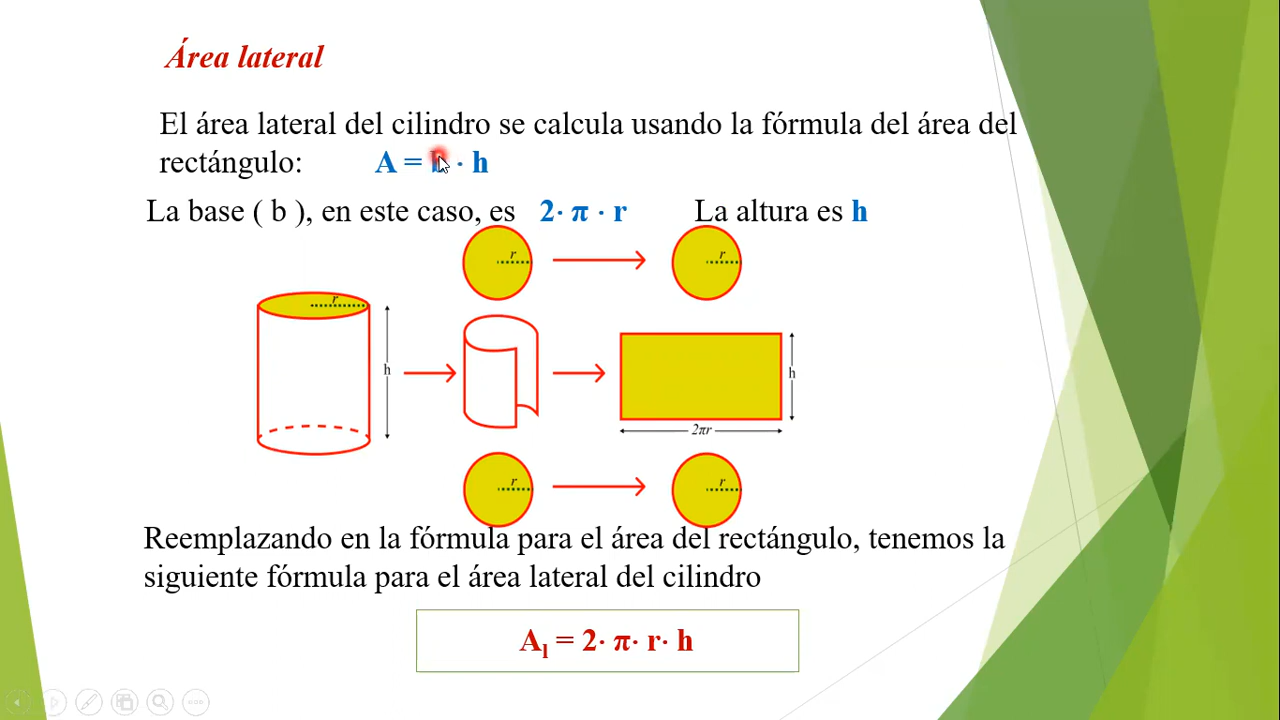 Área lateral
El área lateral del cilindro se calcula usando la fórmula del área del
rectángulo: A = b · h
La base ( b ), en este caso, es 2· π · r La altura es h
r r
r
h
h
2πr
r r
Reemplazando en la fórmula para el área del rectángulo, tenemos la
siguiente fórmula para el área lateral del cilindro
Al = 2· π· r· h